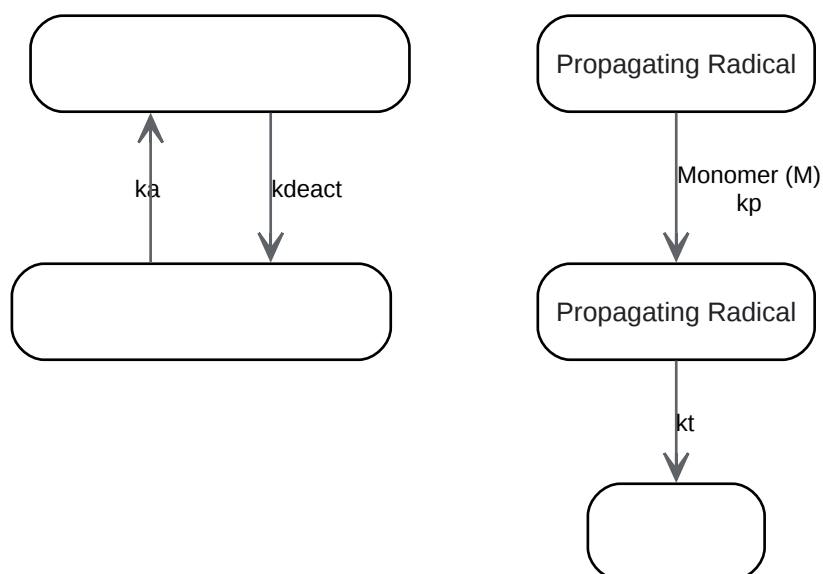 Propagating Radical
ka
kdeact
Monomer (M)
kp
Propagating Radical
kt